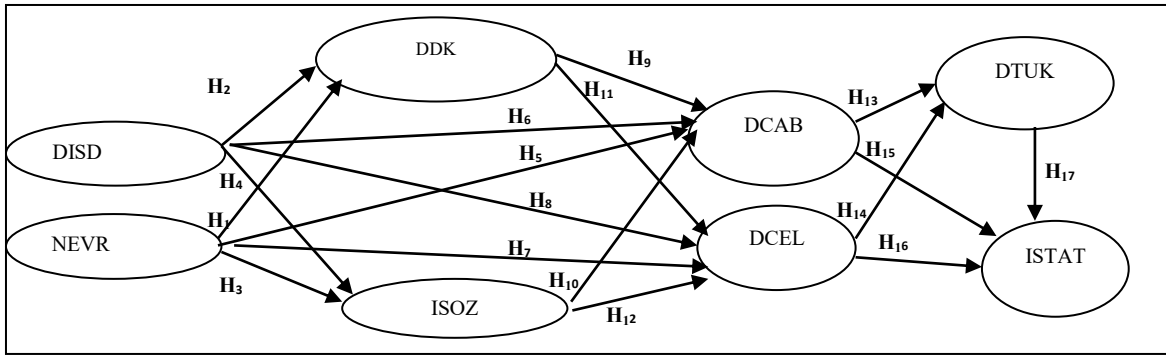 DDK
DTUK
H₉
H₂
H₁₁
H₁₃
H₆
DCAB
DISD
H₅
H₁₅
H₁₇
H₄
H₈
H₁
H₁₄
NEVR
DCEL
H₇
H₁₆
ISTAT
H₃
H₁₀
ISOZ
H₁₂